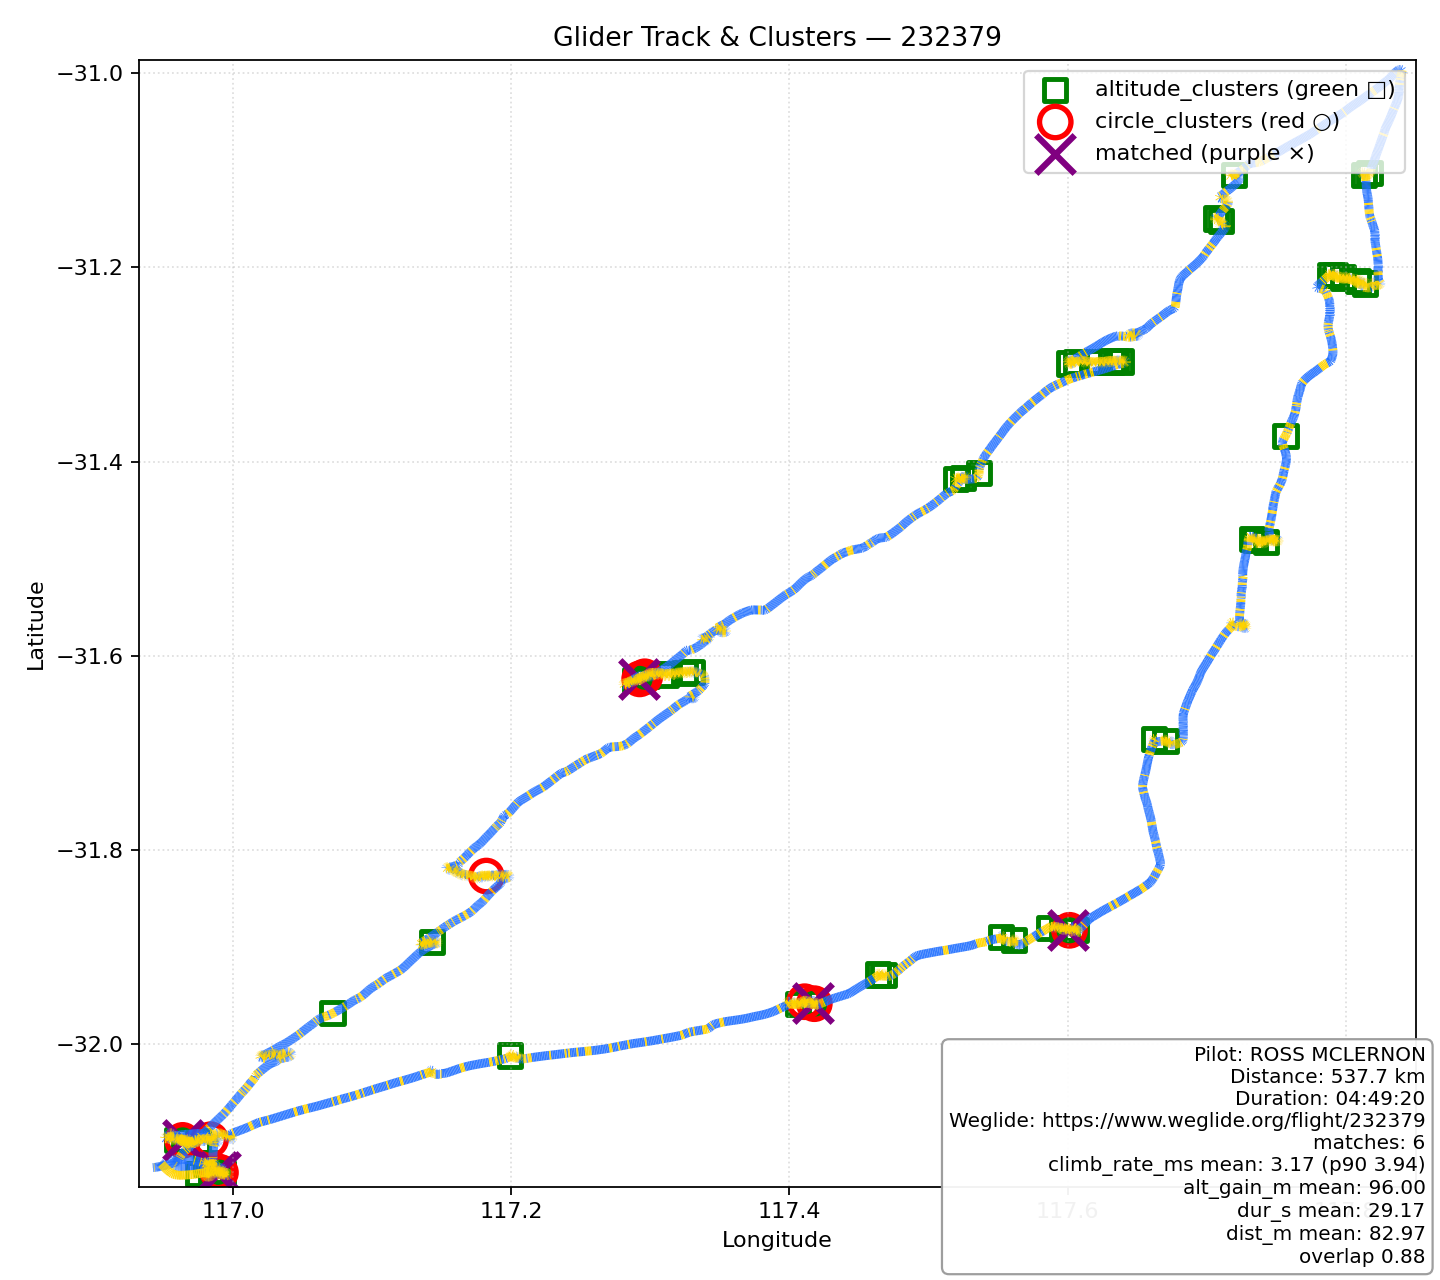 Glider Track & Clusters — 232379
altitude_clusters (green □)
circle_clusters (red ○)
matched (purple ×)
Latitude
−31.0
−31.2
−31.4
−31.6
−31.8
−32.0
117.0
117.2
117.4
117.6
Longitude
Pilot: ROSS MCLERNON
Distance: 537.7 km
Duration: 04:49:20
Weglide: https://www.weglide.org/flight/232379
matches: 6
climb_rate_ms mean: 3.17 (p90 3.94)
alt_gain_m mean: 96.00
dur_s mean: 29.17
dist_m mean: 82.97
overlap 0.88